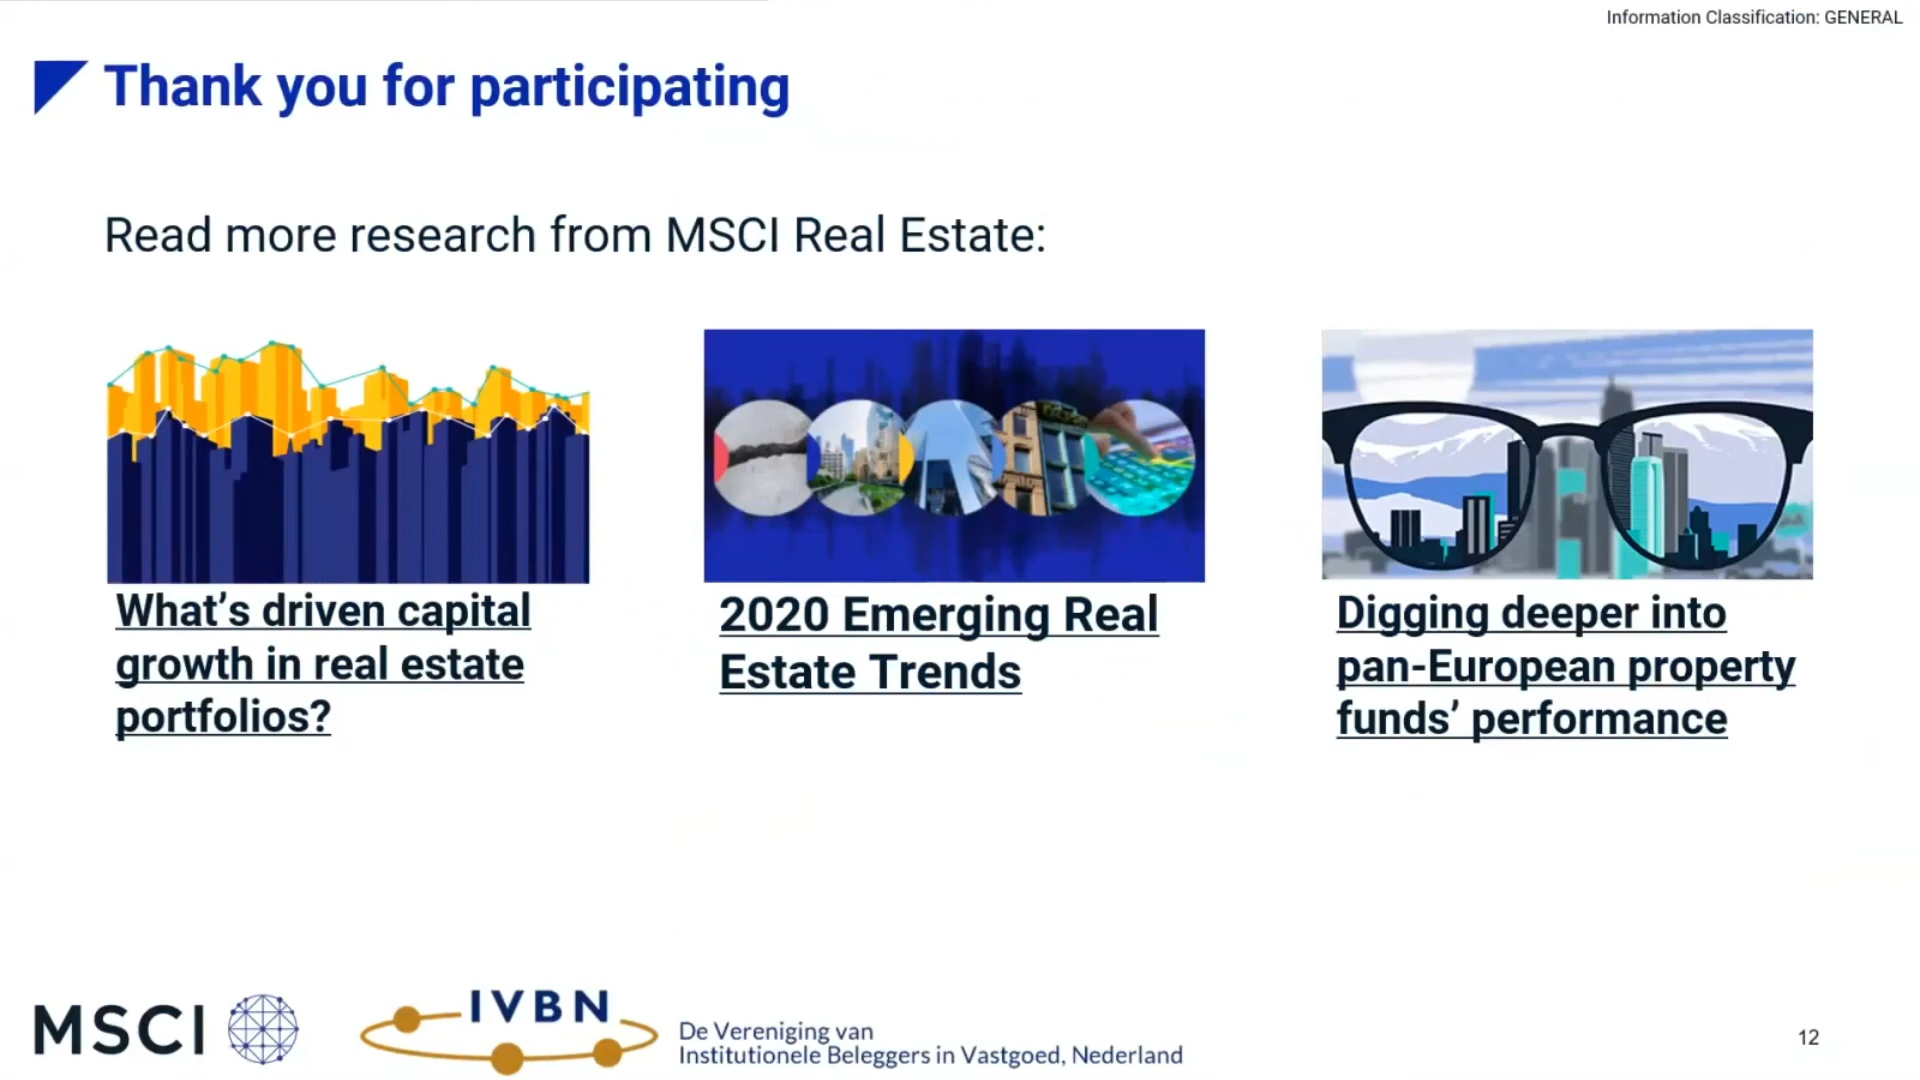 Information Classification: GENERAL
Thank you for participating
Read more research from MSCI Real Estate:
What’s driven capital
growth in real estate
portfolios?
2020 Emerging Real
Estate Trends
Digging deeper into
pan-European property
funds’ performance
MSCI
IVBN
De Vereniging van
Institutionele Beleggers in Vastgoed, Nederland
12